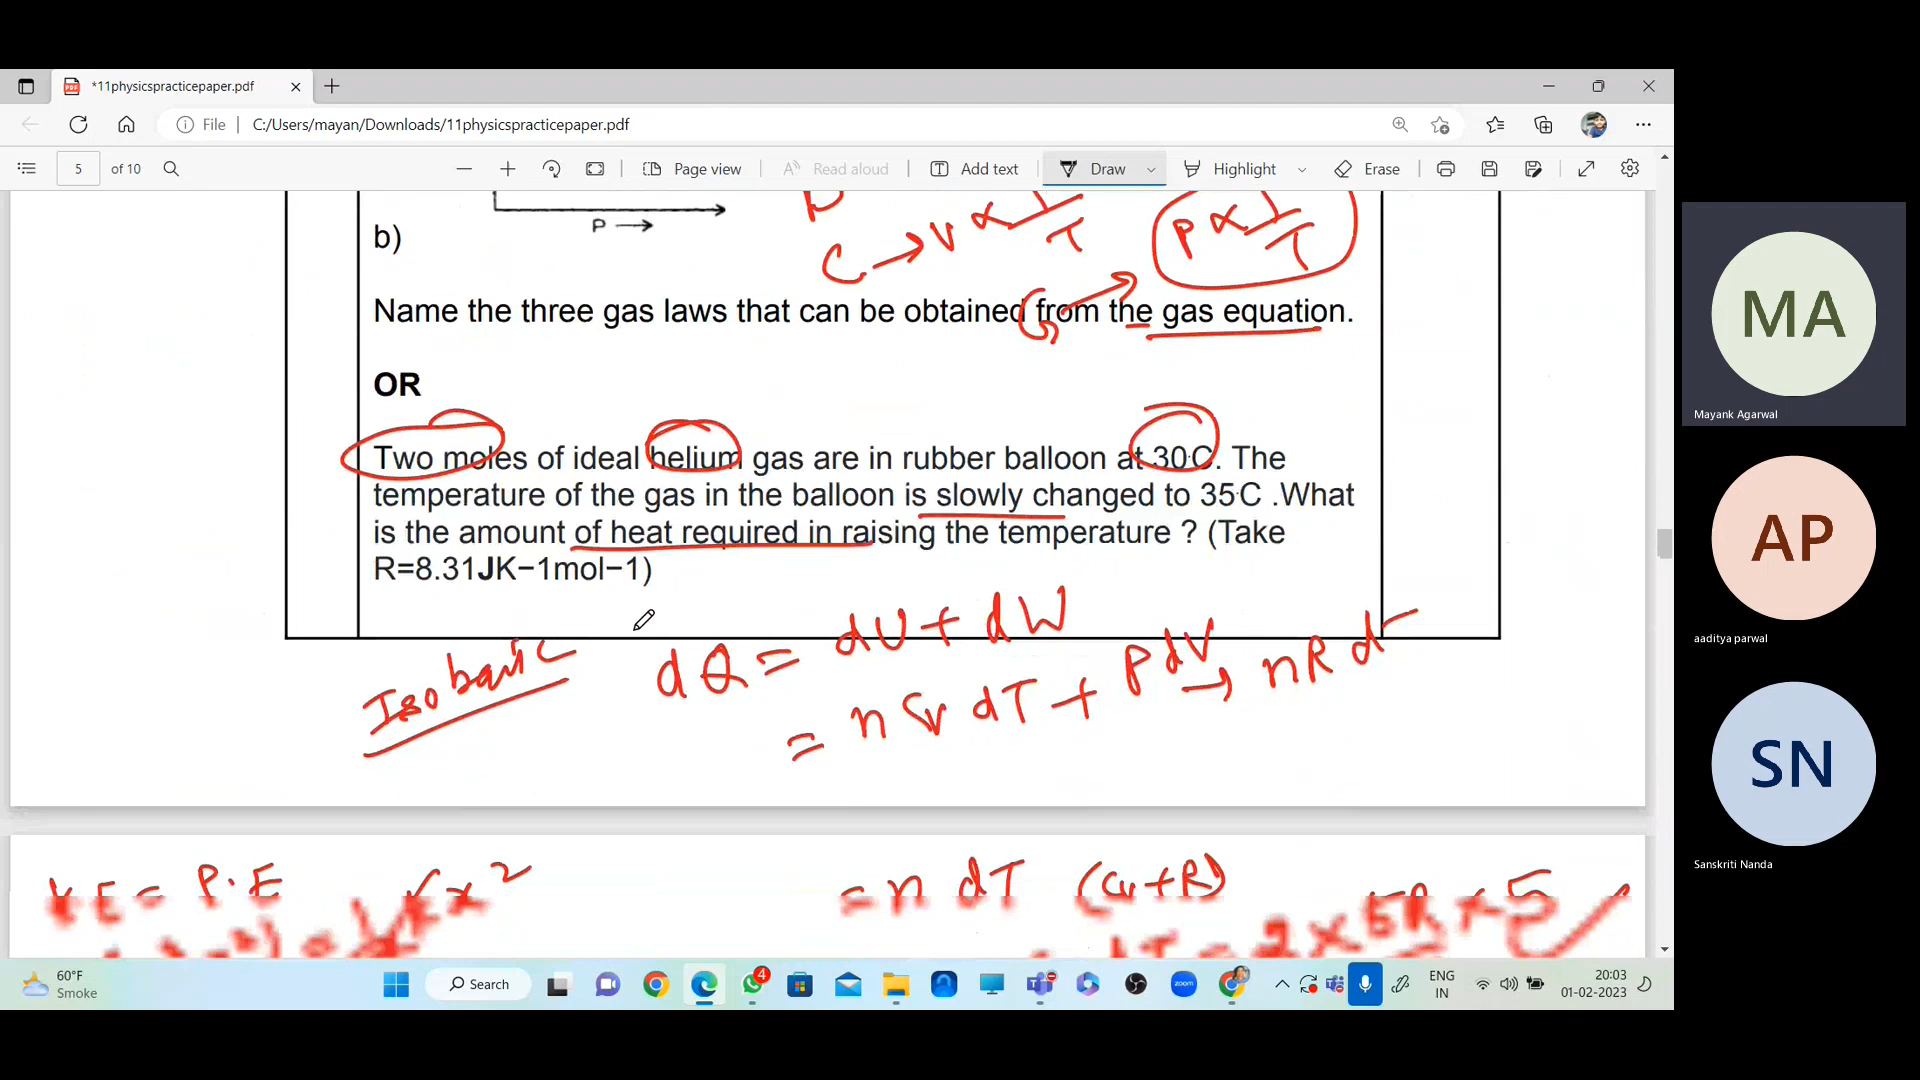 *11physicspracticepaper.pdf
File
C:/Users/mayan/Downloads/11physicspracticepaper.pdf
5 of 10
Page view
Read aloud
Add text
Draw
Highlight
Erase
P
b)
C → V ∝ 1/T
P ∝ 1/T
G
Name the three gas laws that can be obtained from the gas equation.
OR
Two moles of ideal helium gas are in rubber balloon at 30◦C. The
temperature of the gas in the balloon is slowly changed to 35◦C .What
is the amount of heat required in raising the temperature ? (Take
R=8.31JK−1mol−1)
Isobaric
dQ = dU + dW
= n Cv dT + PdV → nR dT
KE = P.E
= n dT (Cv+R)
MA
Mayank Agarwal
AP
aaditya parwal
SN
Sanskriti Nanda
60°F
Smoke
Search
4
zoom
ENG
IN
20:03
01-02-2023